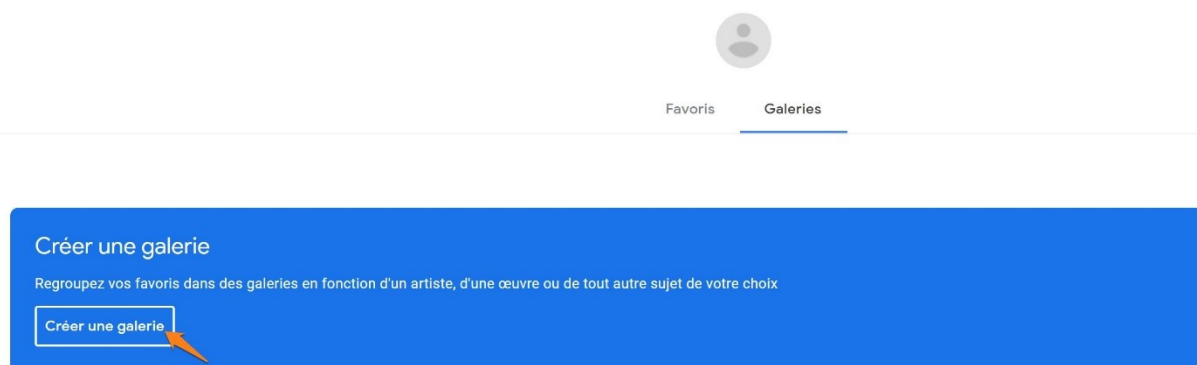 Favoris Galeries
Créer une galerie
Regroupez vos favoris dans des galeries en fonction d'un artiste, d'une œuvre ou de tout autre sujet de votre choix
Créer une galerie